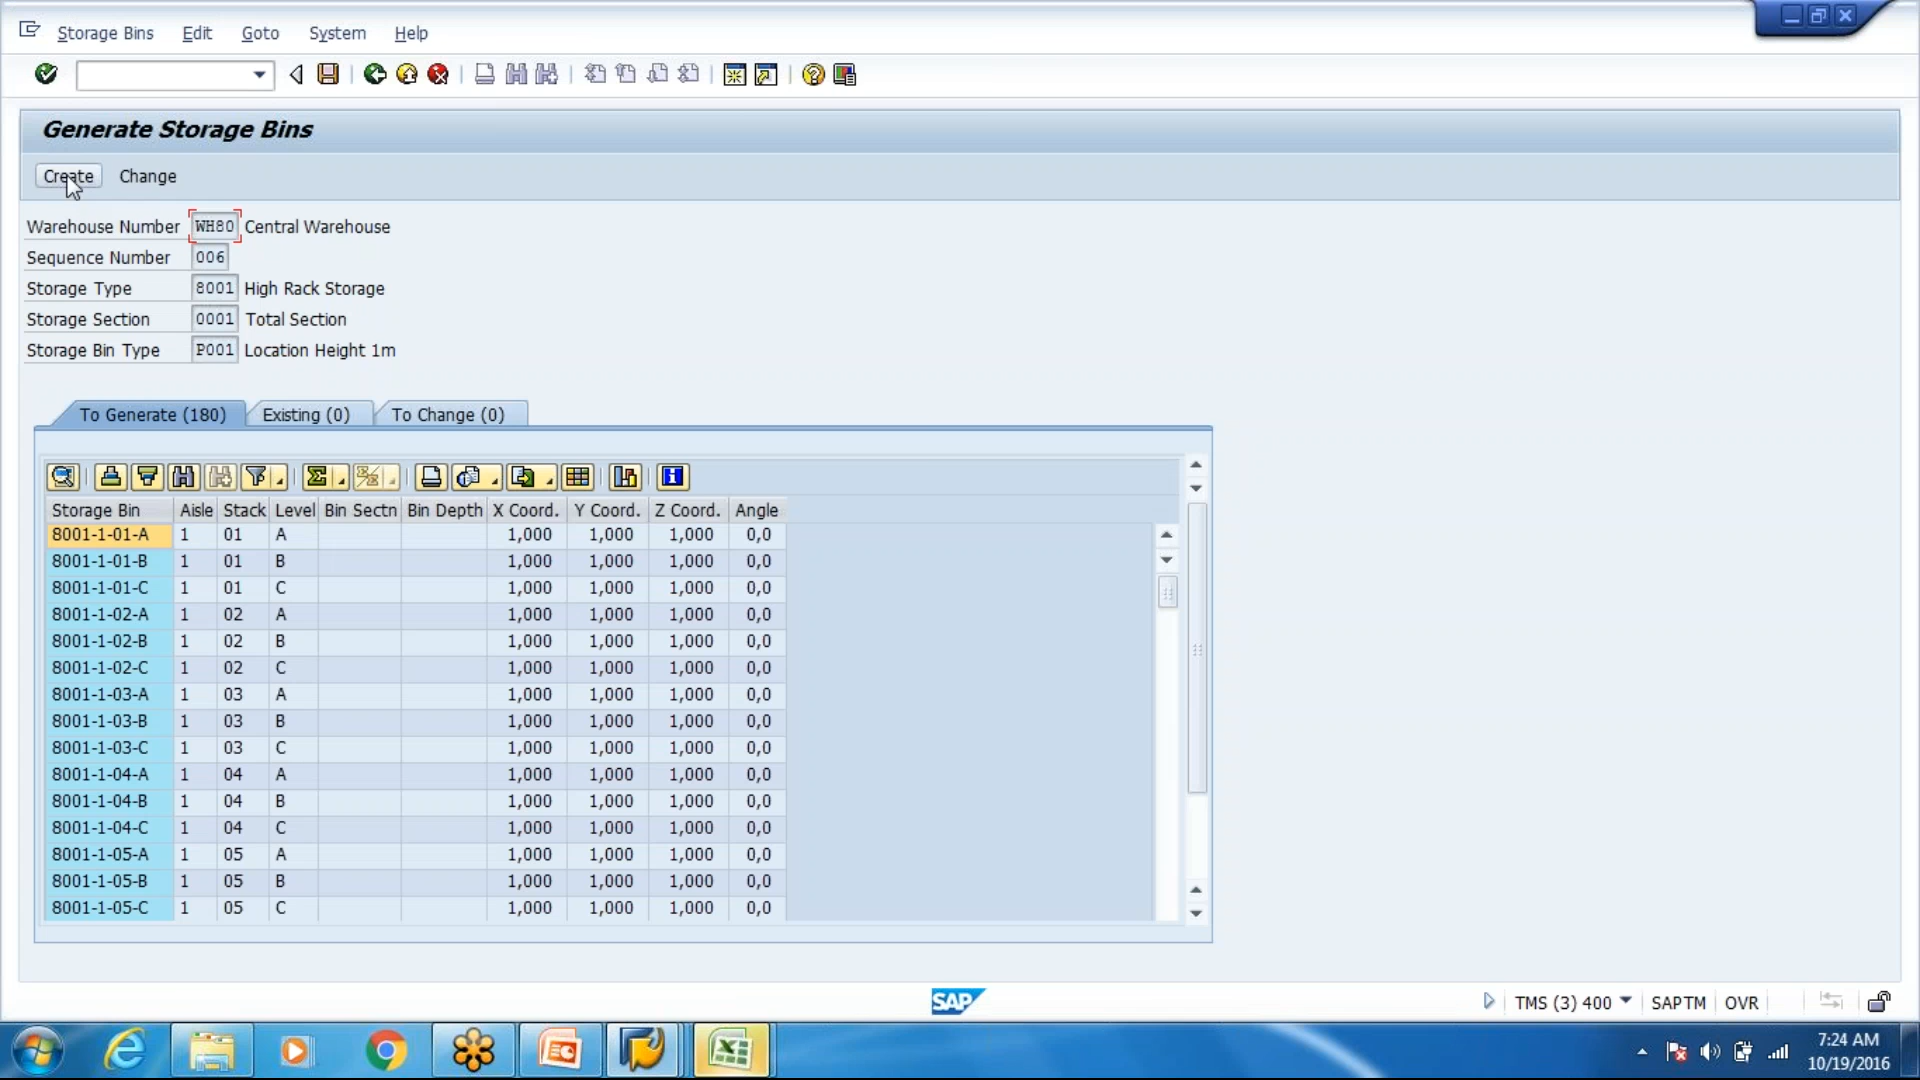 Storage Bins Edit Goto System Help
Generate Storage Bins
Create Change
Warehouse Number WH80 Central Warehouse
Sequence Number 006
Storage Type 8001 High Rack Storage
Storage Section 0001 Total Section
Storage Bin Type P001 Location Height 1m
To Generate (180) Existing (0) To Change (0)
Storage Bin Aisle Stack Level Bin Sectn Bin Depth X Coord. Y Coord. Z Coord. Angle
8001-1-01-A 1 01 A 1,000 1,000 1,000 0,0
8001-1-01-B 1 01 B 1,000 1,000 1,000 0,0
8001-1-01-C 1 01 C 1,000 1,000 1,000 0,0
8001-1-02-A 1 02 A 1,000 1,000 1,000 0,0
8001-1-02-B 1 02 B 1,000 1,000 1,000 0,0
8001-1-02-C 1 02 C 1,000 1,000 1,000 0,0
8001-1-03-A 1 03 A 1,000 1,000 1,000 0,0
8001-1-03-B 1 03 B 1,000 1,000 1,000 0,0
8001-1-03-C 1 03 C 1,000 1,000 1,000 0,0
8001-1-04-A 1 04 A 1,000 1,000 1,000 0,0
8001-1-04-B 1 04 B 1,000 1,000 1,000 0,0
8001-1-04-C 1 04 C 1,000 1,000 1,000 0,0
8001-1-05-A 1 05 A 1,000 1,000 1,000 0,0
8001-1-05-B 1 05 B 1,000 1,000 1,000 0,0
8001-1-05-C 1 05 C 1,000 1,000 1,000 0,0
SAP
TMS (3) 400 SAPTM OVR
7:24 AM
10/19/2016